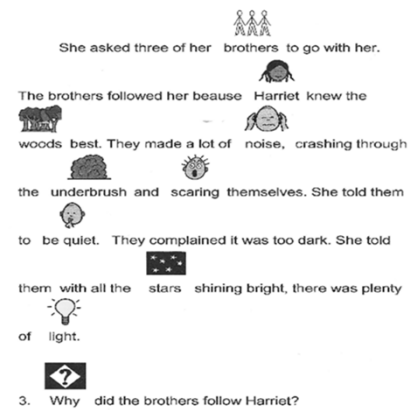 She asked three of her brothers to go with her.
The brothers followed her beause Harriet knew the
woods best. They made a lot of noise, crashing through
the underbrush and scaring themselves. She told them
to be quiet. They complained it was too dark. She told
them with all the stars shining bright, there was plenty
of light.
?
3. Why did the brothers follow Harriet?